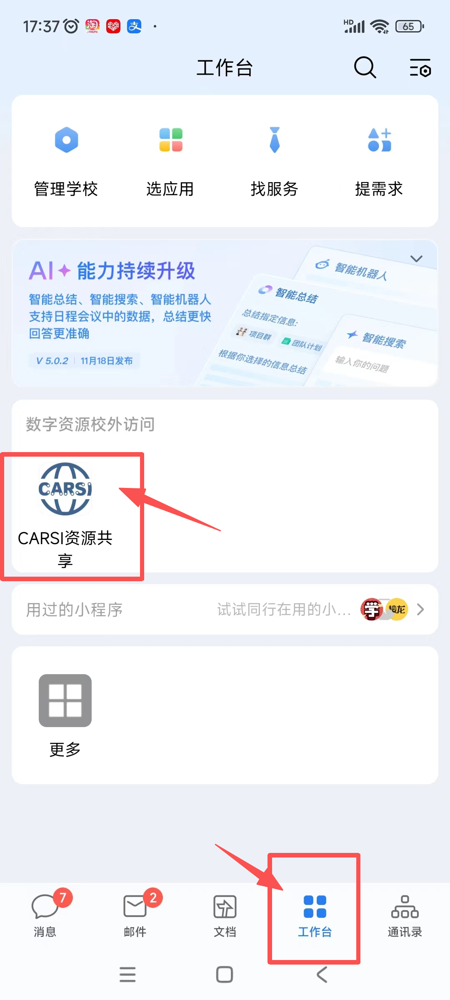 17:37
HD
65
工作台
管理学校
选应用
找服务
提需求
AI 能力持续升级
智能总结、智能搜索、智能机器人
支持日程会议中的数据，总结更快
回答更准确
V 5.0.2 | 11月18日发布
智能机器人
智能总结
总结指定信息:
项目群
团队计划
根据你选择的信息总结
智能搜索
输入你的问题
数字资源校外访问
CARSI
CARSI资源共
享
用过的小程序
试试同行在用的小...
接龙
更多
7
2
消息
邮件
文档
工作台
通讯录